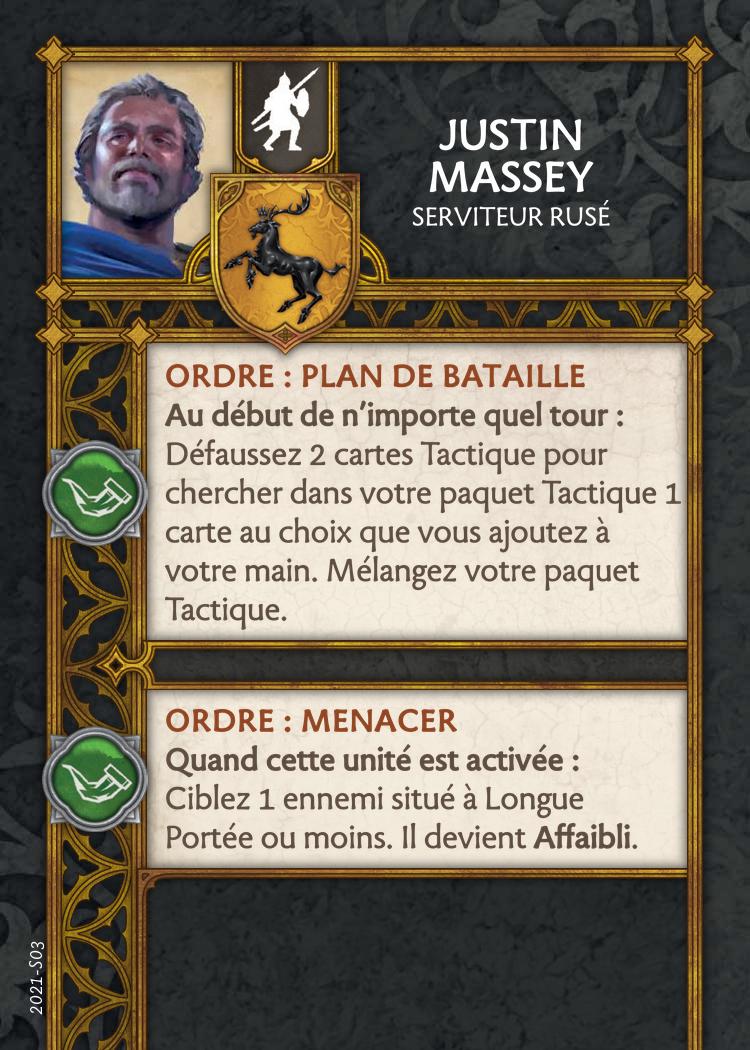 JUSTIN
MASSEY
SERVITEUR RUSÉ
ORDRE : PLAN DE BATAILLE
Au début de n'importe quel tour :
Défaussez 2 cartes Tactique pour
chercher dans votre paquet Tactique 1
carte au choix que vous ajoutez à
votre main. Mélangez votre paquet
Tactique.
ORDRE : MENACER
Quand cette unité est activée :
Ciblez 1 ennemi situé à Longue
Portée ou moins. Il devient Affaibli.
2021-S03